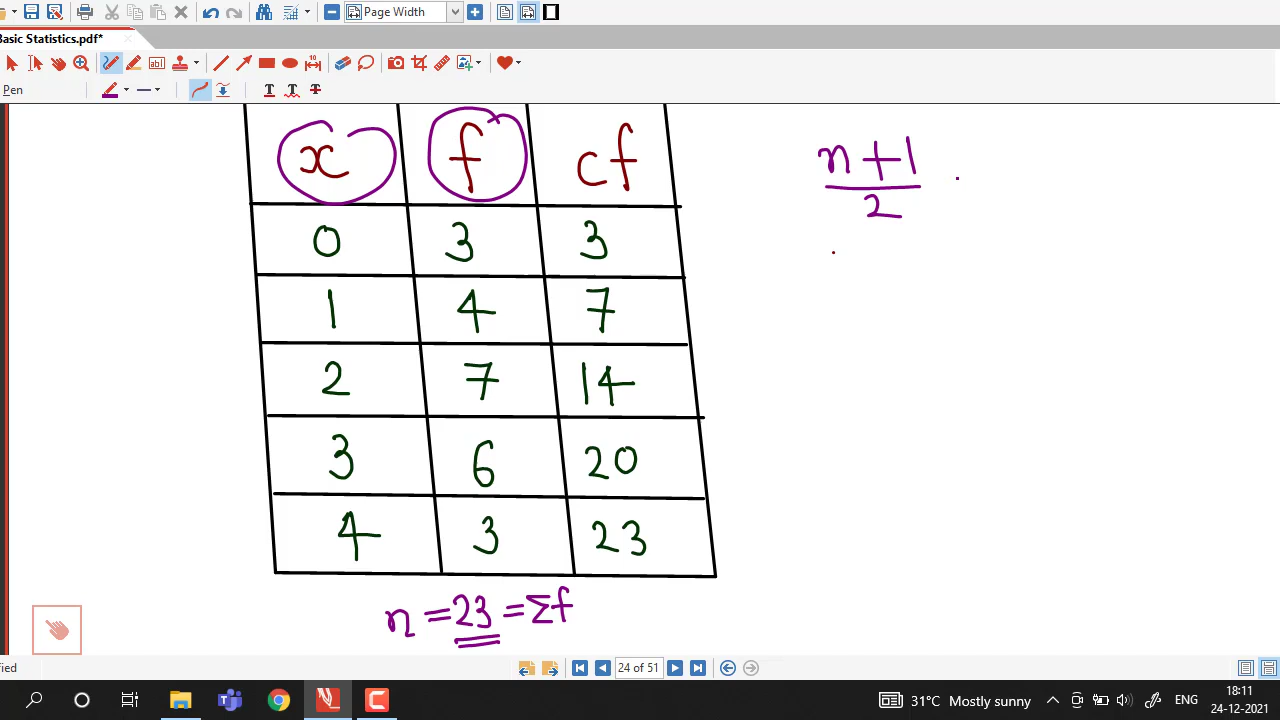 Page Width
Basic Statistics.pdf*
Pen
x f cf
0 3 3
1 4 7
2 7 14
3 6 20
4 3 23
n = 23 = Σf
n+1
2
24 of 51
31°C Mostly sunny
ENG
18:11
24-12-2021